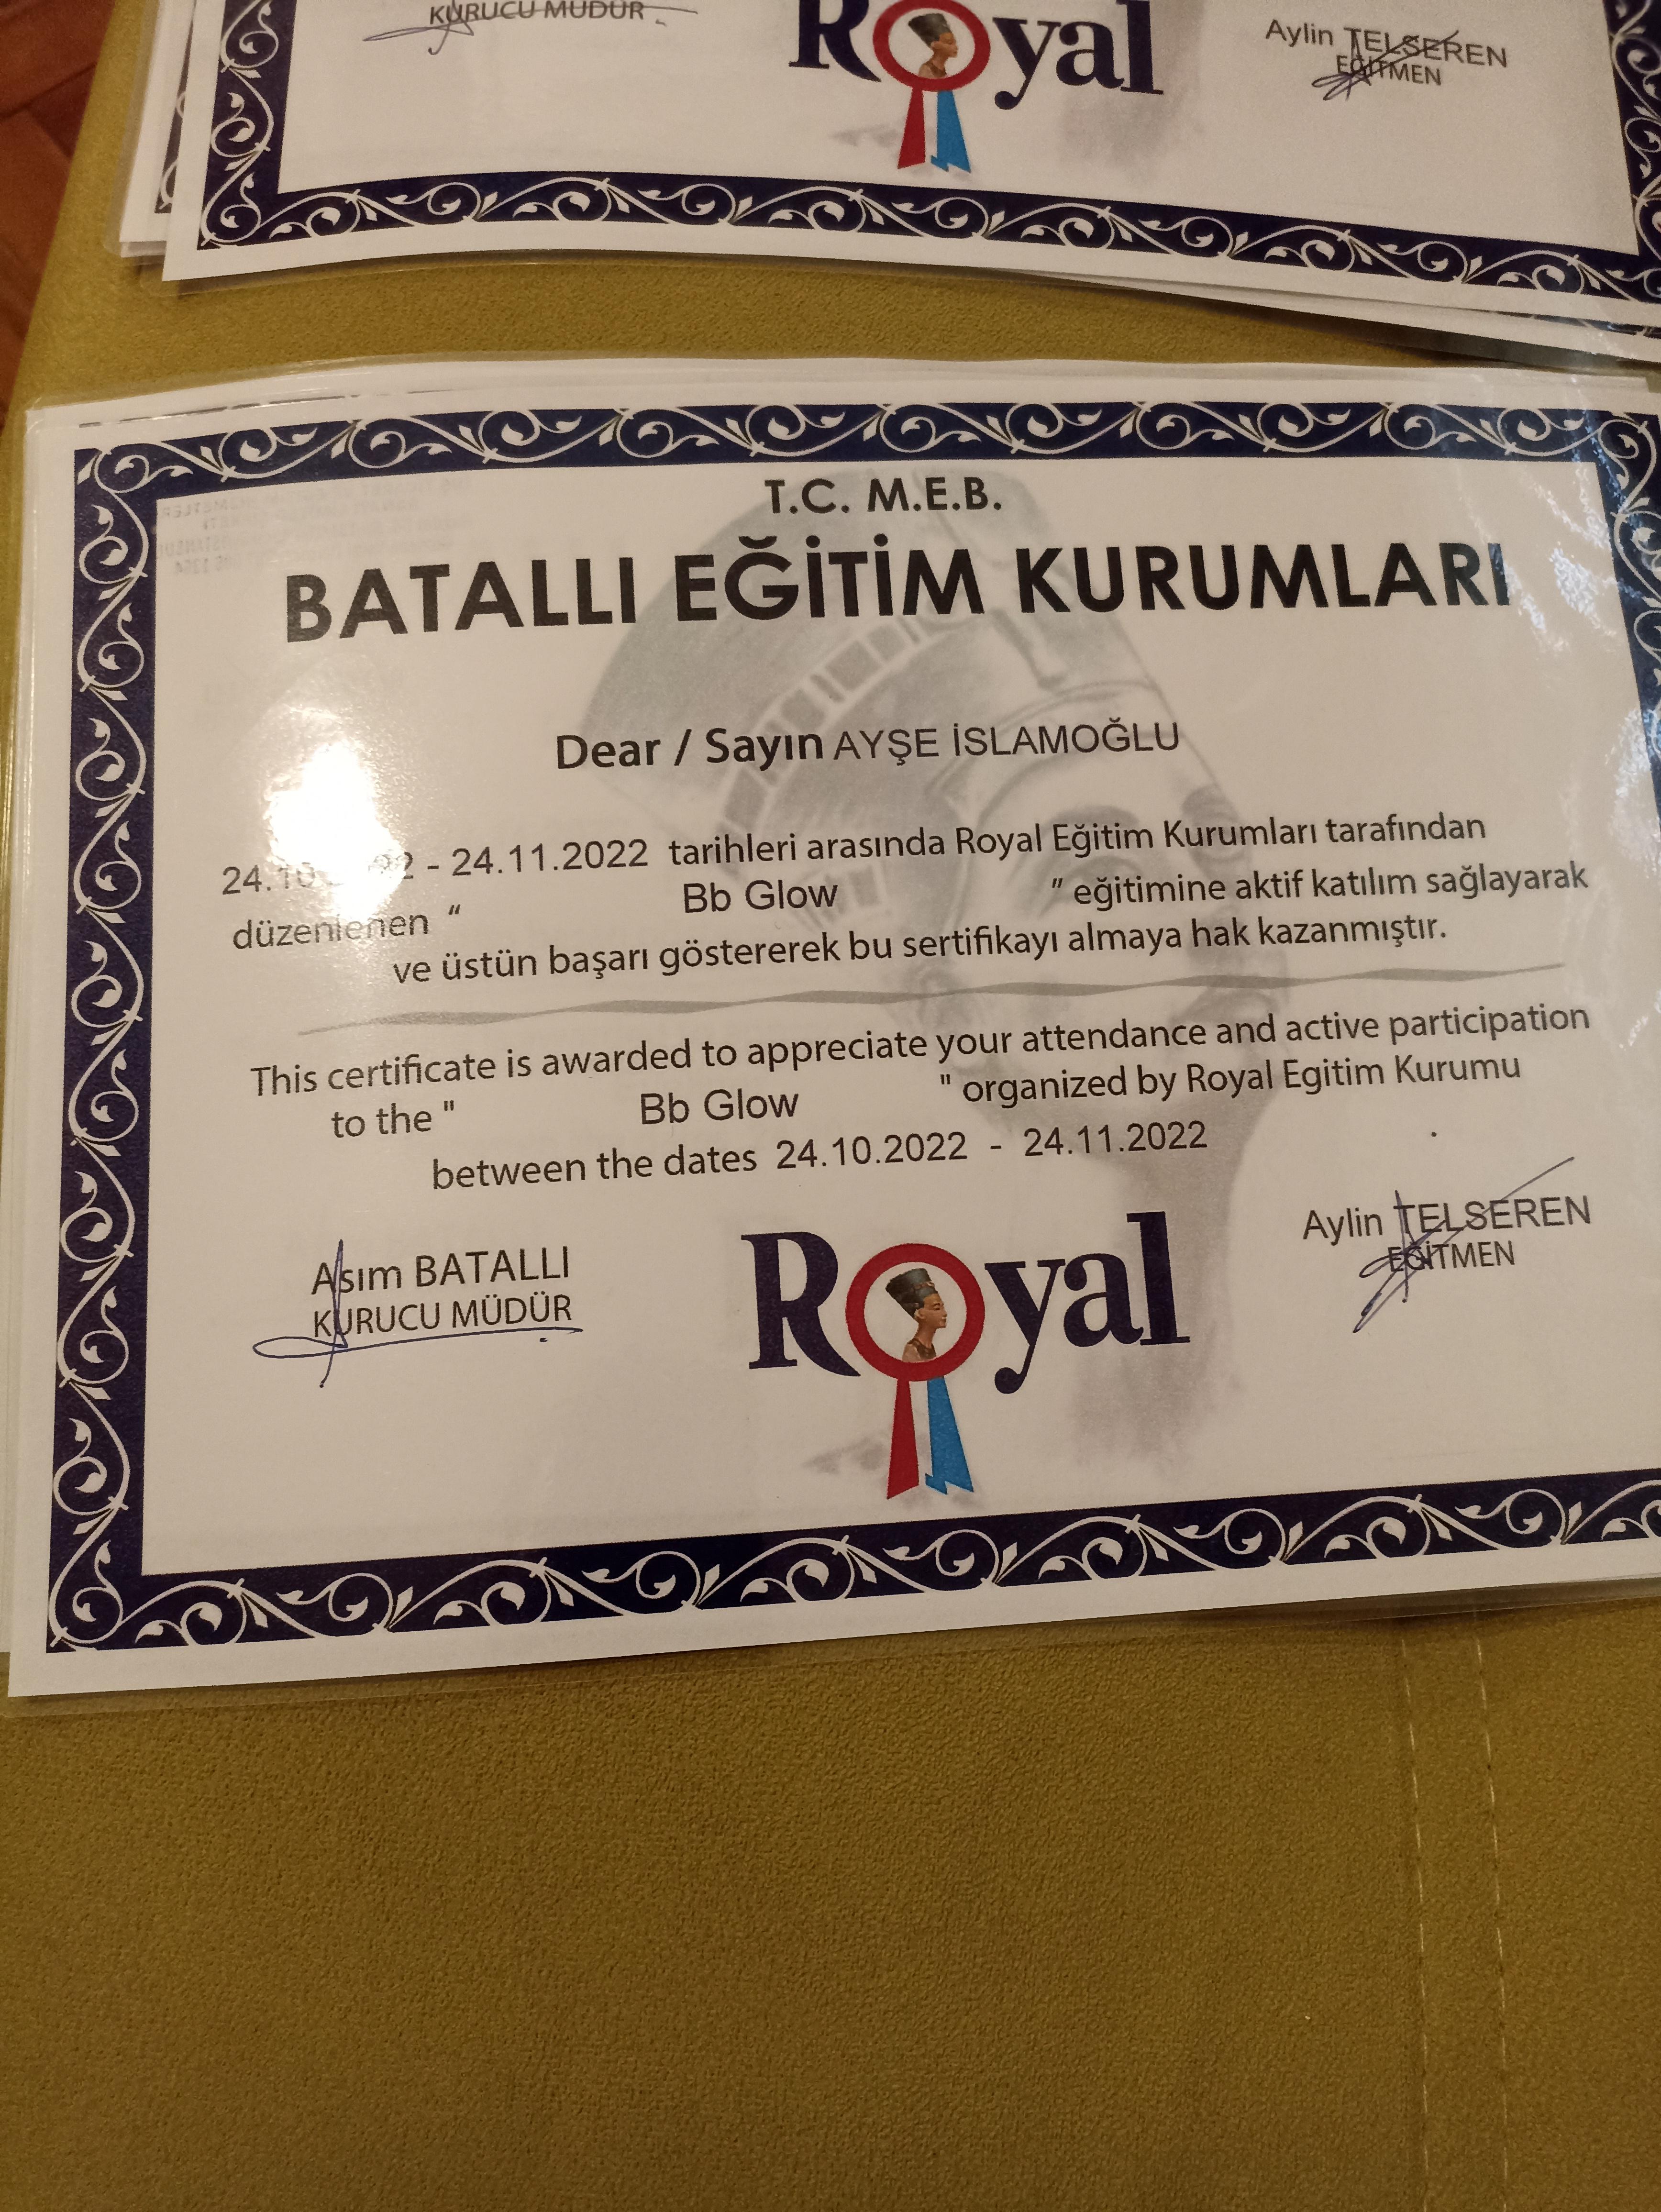 KURUCU MÜDÜR
Royal
Aylin TELSEREN
EĞİTMEN
T.C. M.E.B.
BATALLI EĞİTİM KURUMLARI
Dear / Sayın AYŞE İSLAMOĞLU
24.10 - 24.11.2022 tarihleri arasında Royal Eğitim Kurumları tarafından
düzenlenen " Bb Glow " eğitimine aktif katılım sağlayarak
ve üstün başarı göstererek bu sertifikayı almaya hak kazanmıştır.
This certificate is awarded to appreciate your attendance and active participation
to the " Bb Glow " organized by Royal Egitim Kurumu
between the dates 24.10.2022 - 24.11.2022
Asım BATALLI
KURUCU MÜDÜR
Royal
Aylin TELSEREN
EĞİTMEN